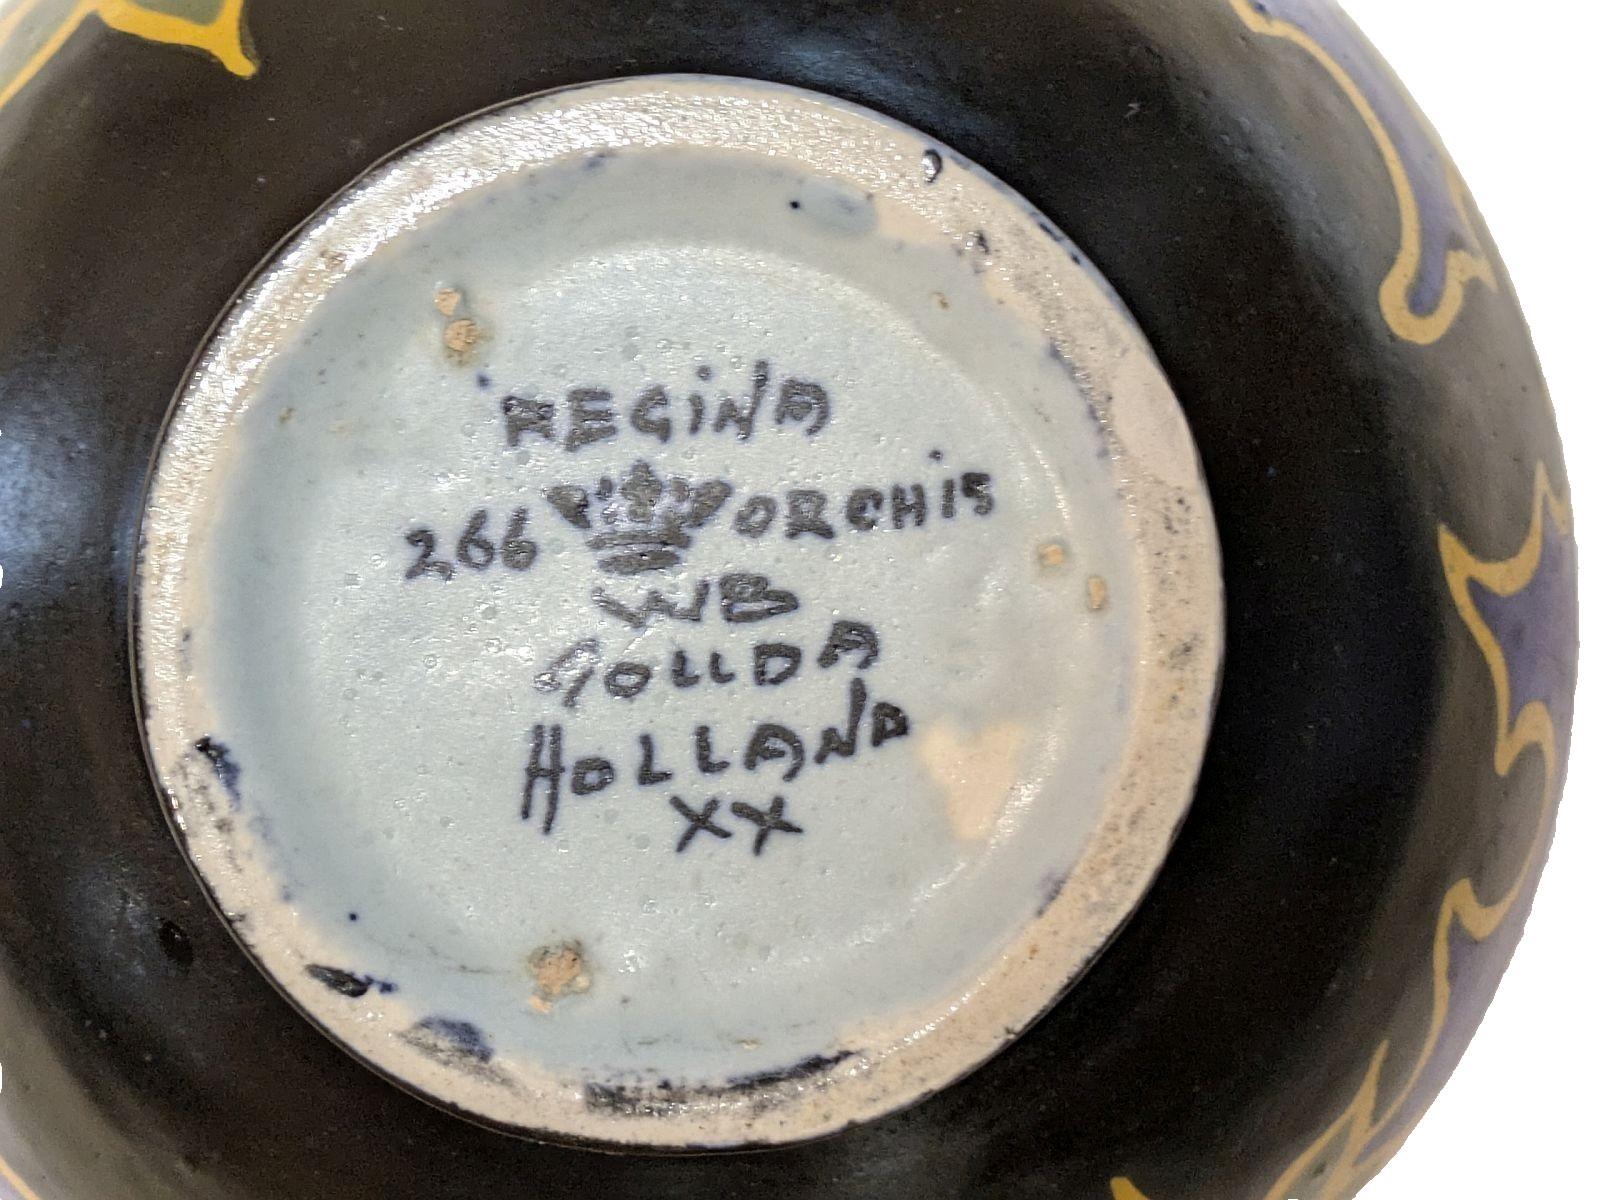 REGINA
266 ORCHIS
WB
GOUDA
HOLLAND
XX